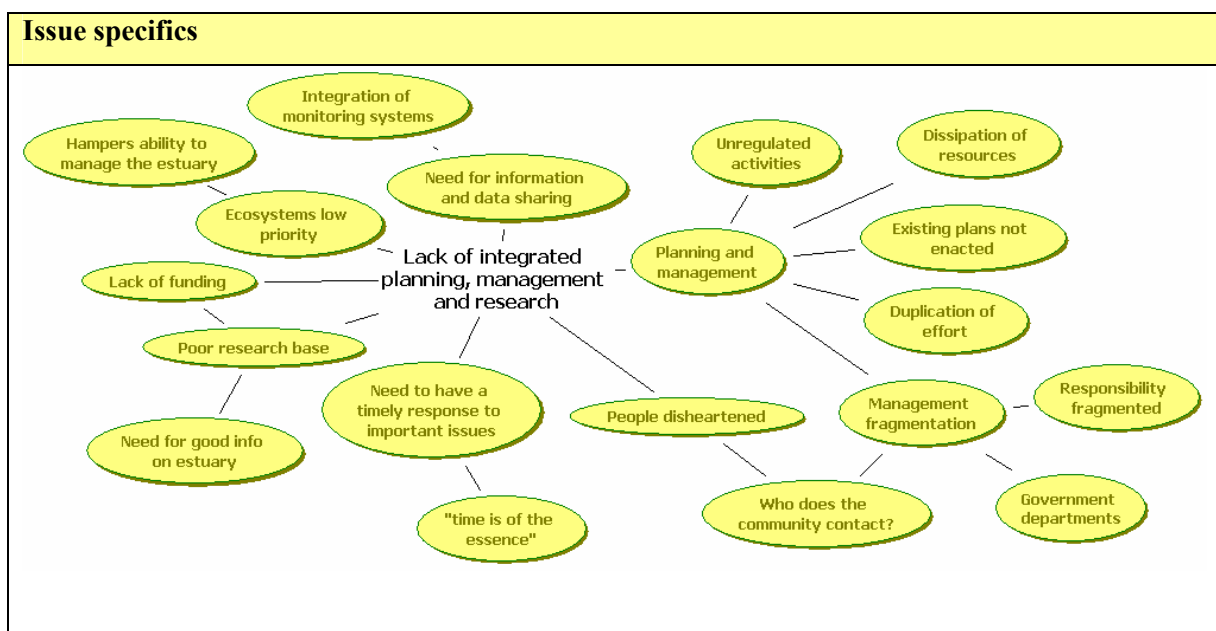 Issue specifics
Integration of
monitoring systems
Hampers ability to
manage the estuary
Need for information
and data sharing
Ecosystems low
priority
Lack of funding
Lack of integrated
planning, management
and research
Poor research base
Need for good info
on estuary
Need to have a
timely response to
important issues
"time is of the
essence"
People disheartened
Unregulated
activities
Dissipation of
resources
Planning and
management
Existing plans not
enacted
Duplication of
effort
Management
fragmentation
Responsibility
fragmented
Who does the
community contact?
Government
departments